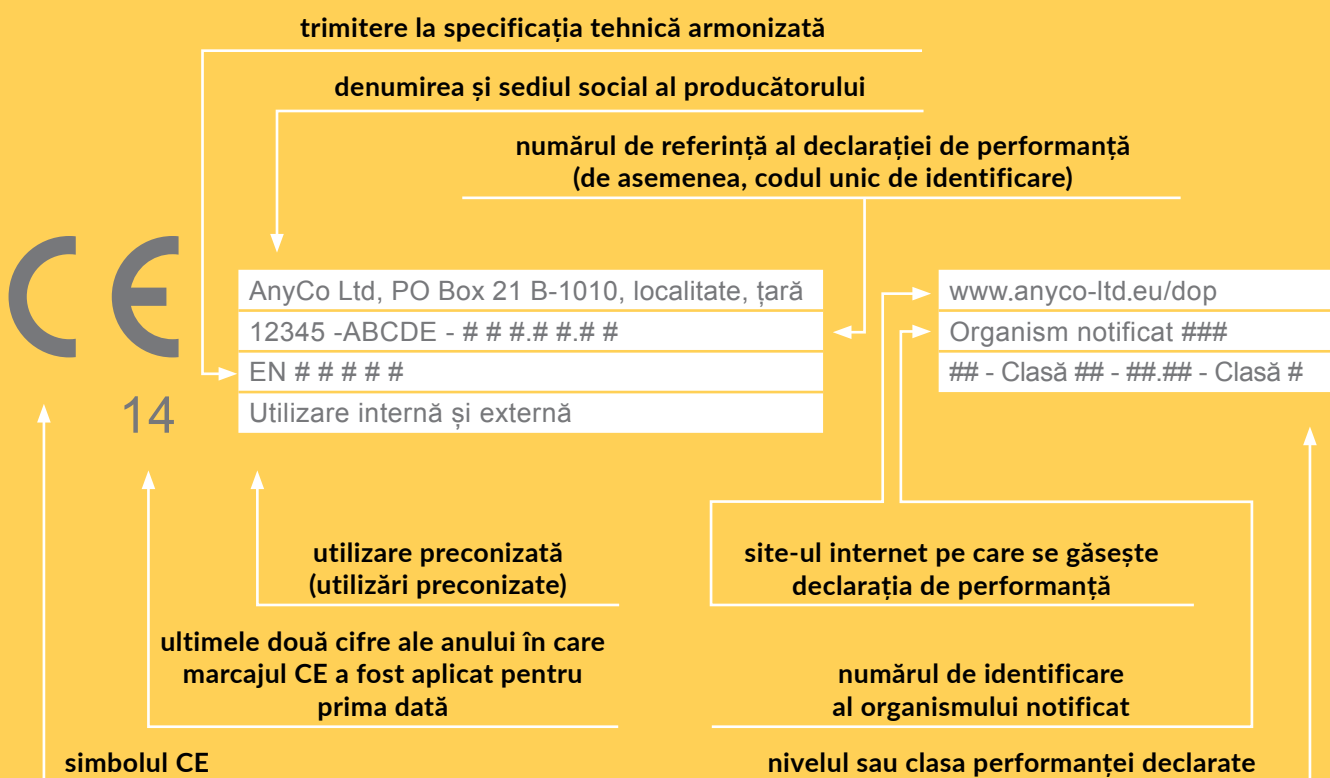 trimitere la specificația tehnică armonizată
denumirea și sediul social al producătorului
numărul de referință al declarației de performanță
(de asemenea, codul unic de identificare)
CE
14
AnyCo Ltd, PO Box 21 B-1010, localitate, țară
12345 -ABCDE - # # #.# #.# #
EN # # # # #
Utilizare internă și externă
www.anyco-ltd.eu/dop
Organism notificat ###
## - Clasă ## - ##.## - Clasă #
utilizare preconizată
(utilizări preconizate)
site-ul internet pe care se găsește
declarația de performanță
ultimele două cifre ale anului în care
marcajul CE a fost aplicat pentru
prima dată
numărul de identificare
al organismului notificat
simbolul CE
nivelul sau clasa performanței declarate